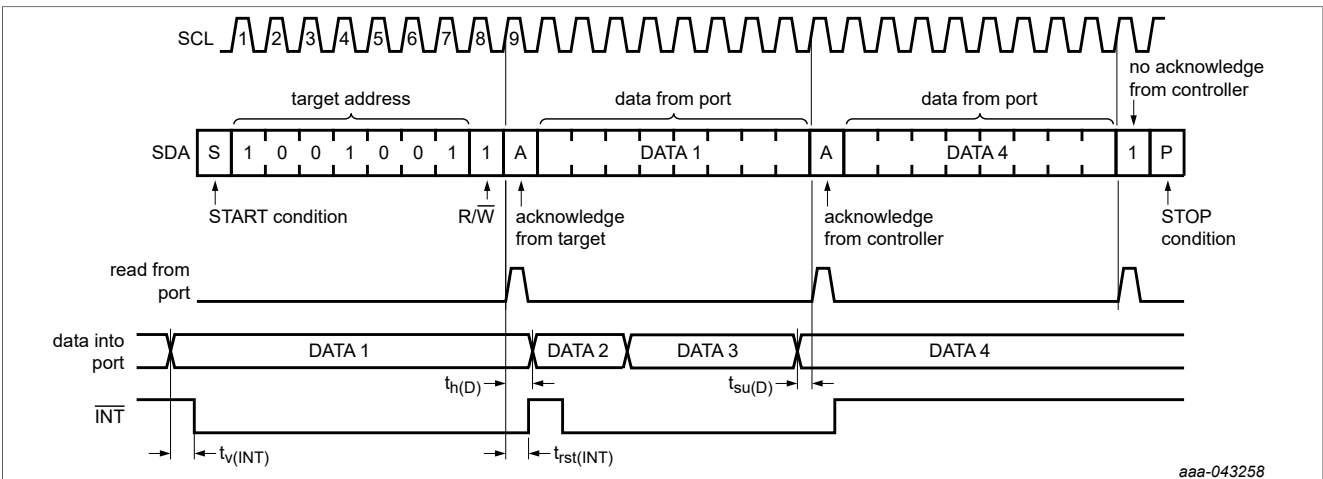 SCL 1 2 3 4 5 6 7 8 9
no acknowledge
from controller
target address data from port data from port
SDA S 1 0 0 1 0 0 1 1 A DATA 1 A DATA 4 1 P
START condition R/W acknowledge
from target
acknowledge
from controller
STOP
condition
read from
port
data into
port
DATA 1 DATA 2 DATA 3 DATA 4
th(D) tsu(D)
INT
tv(INT) trst(INT)
aaa-043258